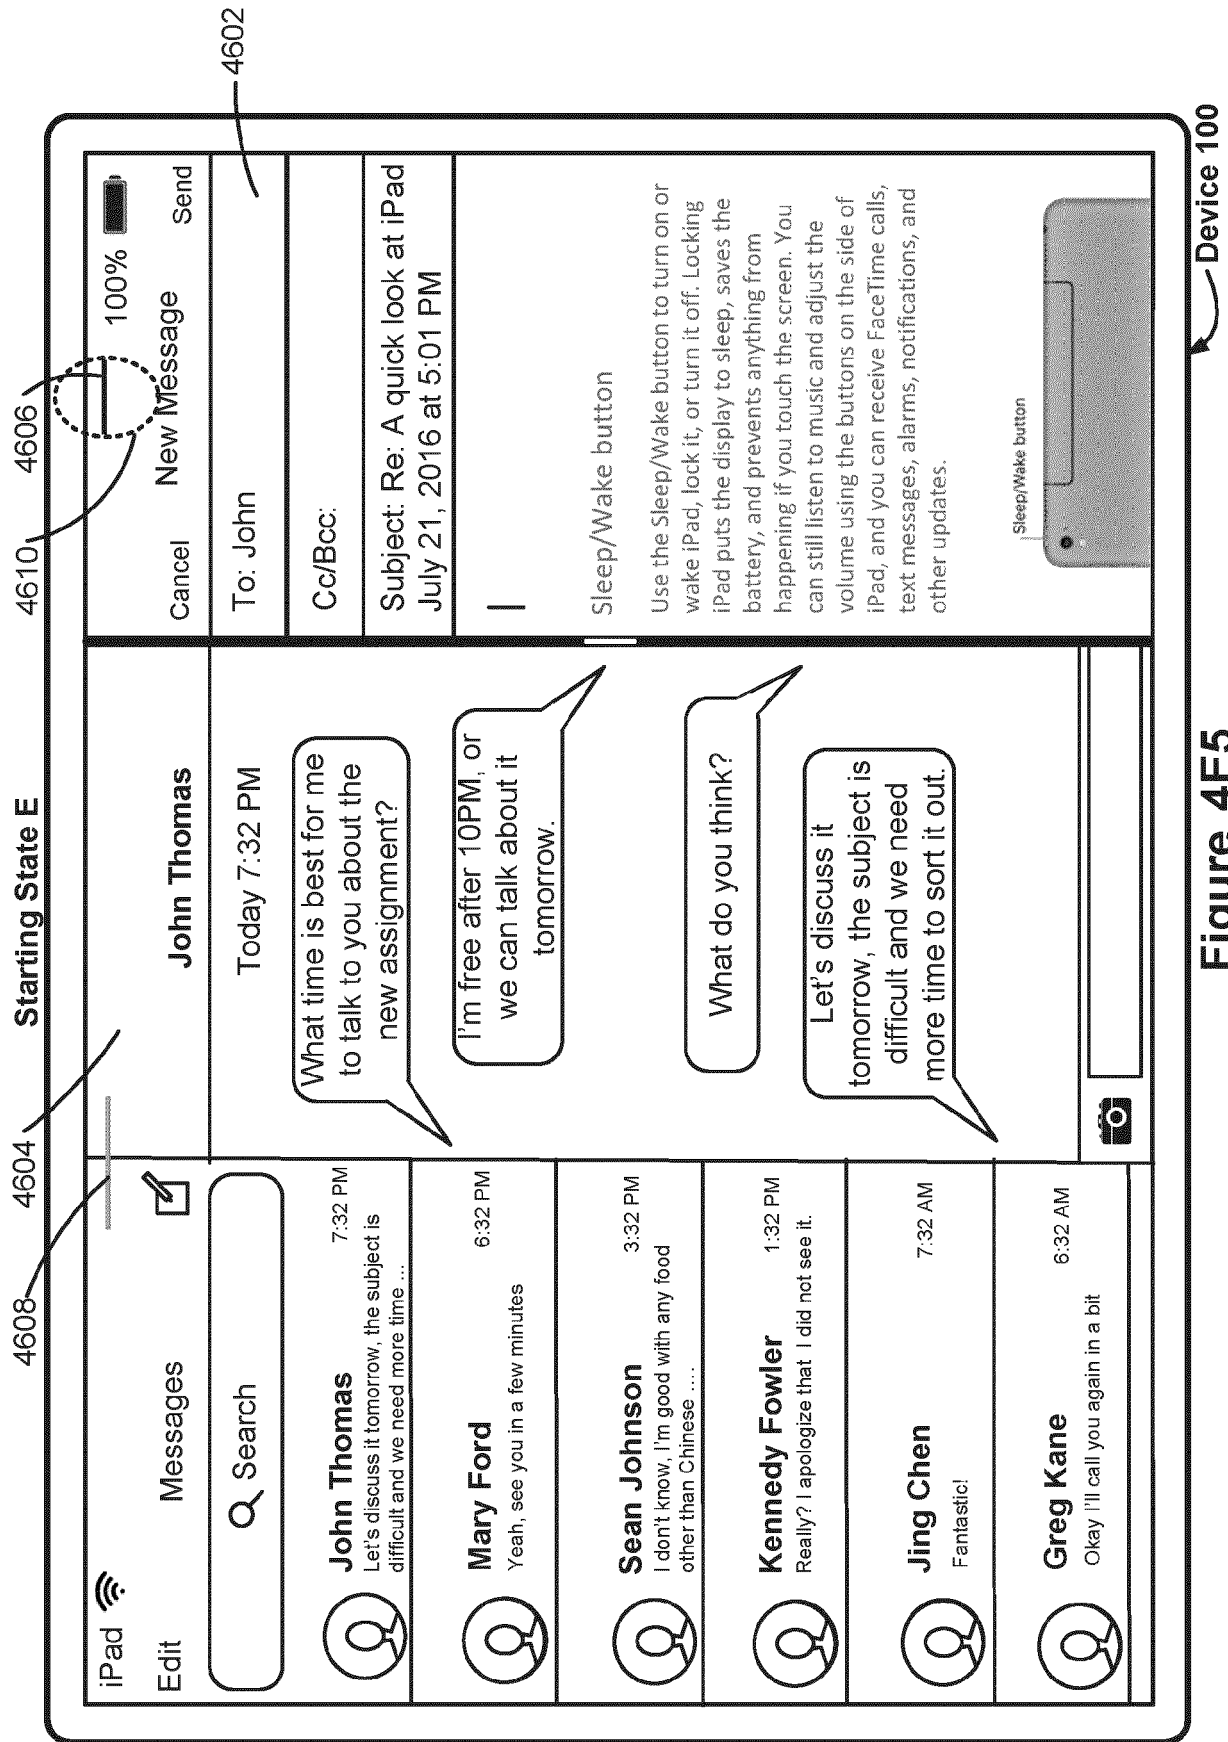 Starting State E
4608
4604
4610
4606
4602
iPad
100%
Edit
Messages
John Thomas
Cancel
New Message
Send
Search
John Thomas
7:32 PM
Let's discuss it tomorrow, the subject is
difficult and we need more time ...
Mary Ford
6:32 PM
Yeah, see you in a few minutes
Sean Johnson
3:32 PM
I don't know, I'm good with any food
other than Chinese ....
Kennedy Fowler
1:32 PM
Really? I apologize that I did not see it.
Jing Chen
7:32 AM
Fantastic!
Greg Kane
6:32 AM
Okay I'll call you again in a bit
Today 7:32 PM
What time is best for me
to talk to you about the
new assignment?
I'm free after 10PM, or
we can talk about it
tomorrow.
What do you think?
Let's discuss it
tomorrow, the subject is
difficult and we need
more time to sort it out.
To: John
Cc/Bcc:
Subject: Re: A quick look at iPad
July 21, 2016 at 5:01 PM
Sleep/Wake button
Use the Sleep/Wake button to turn on or
wake iPad, lock it, or turn it off. Locking
iPad puts the display to sleep, saves the
battery, and prevents anything from
happening if you touch the screen. You
can still listen to music and adjust the
volume using the buttons on the side of
iPad, and you can receive FaceTime calls,
text messages, alarms, notifications, and
other updates.
Sleep/Wake button
Device 100
Figure 4E5